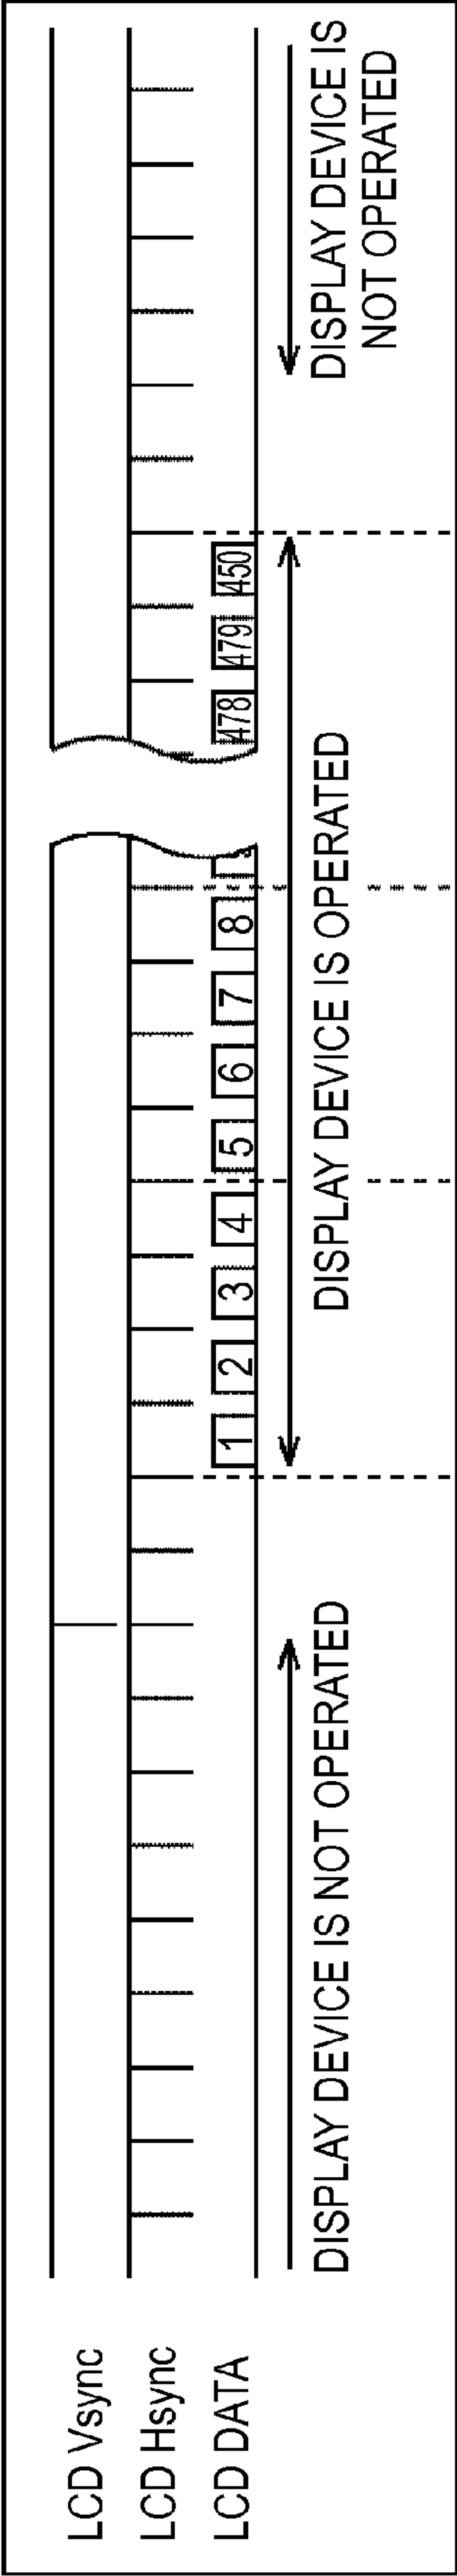 LCD Vsync
LCD Hsync
LCD DATA
1 2 3 4 5 6 7 8 478 479 450
DISPLAY DEVICE IS NOT OPERATED
DISPLAY DEVICE IS OPERATED
DISPLAY DEVICE IS
NOT OPERATED